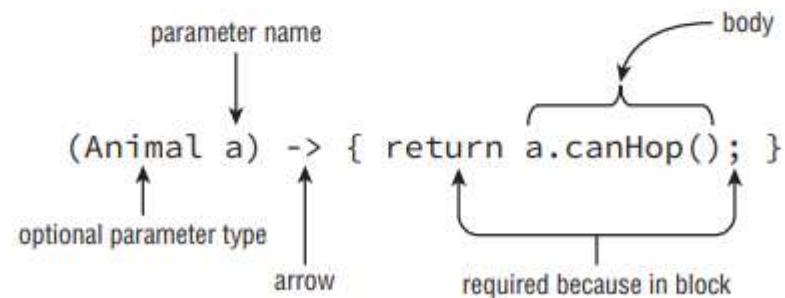 parameter name
body
(Animal a) -> { return a.canHop(); }
optional parameter type
arrow
required because in block